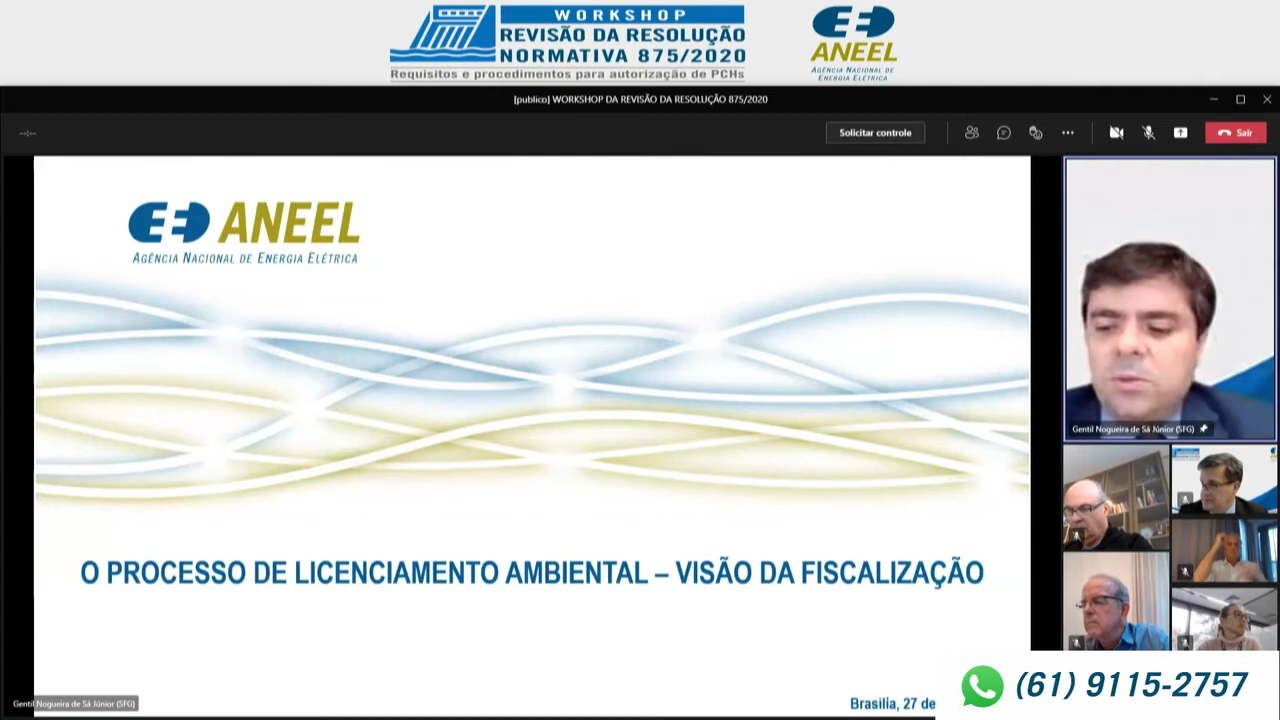 WORKSHOP
REVISÃO DA RESOLUÇÃO
NORMATIVA 875/2020
Requisitos e procedimentos para autorização de PCHs
ANEEL
AGÊNCIA NACIONAL DE
ENERGIA ELÉTRICA
[publico] WORKSHOP DA REVISÃO DA RESOLUÇÃO 875/2020
--:--
Solicitar controle
Sair
ANEEL
AGÊNCIA NACIONAL DE ENERGIA ELÉTRICA
Gentil Nogueira de Sá Júnior (SFG)
O PROCESSO DE LICENCIAMENTO AMBIENTAL – VISÃO DA FISCALIZAÇÃO
Gentil Nogueira de Sá Júnior (SFG)
Brasilia, 27 de
(61) 9115-2757